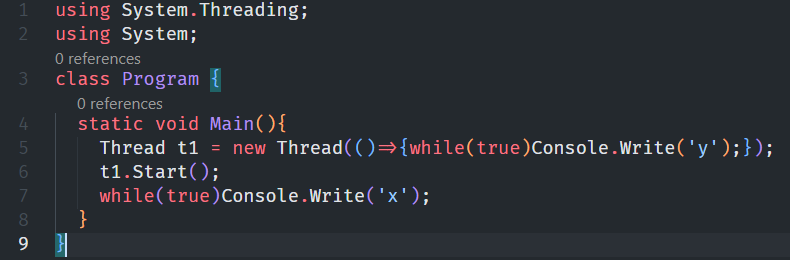 1 using System.Threading;
2 using System;
0 references
3 class Program {
0 references
4 static void Main(){
5 Thread t1 = new Thread(()=>{while(true)Console.Write('y');});
6 t1.Start();
7 while(true)Console.Write('x');
8 }
9 }